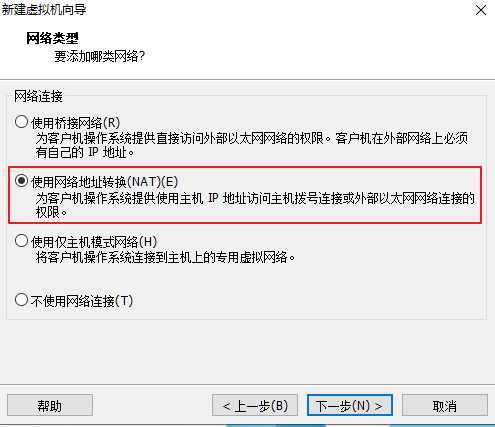 新建虚拟机向导
网络类型
要添加哪类网络?
网络连接
使用桥接网络(R)
为客户机操作系统提供直接访问外部以太网网络的权限。客户机在外部网络上必须
有自己的 IP 地址。
使用网络地址转换(NAT)(E)
为客户机操作系统提供使用主机 IP 地址访问主机拨号连接或外部以太网网络连接的
权限。
使用仅主机模式网络(H)
将客户机操作系统连接到主机上的专用虚拟网络。
不使用网络连接(T)
帮助
< 上一步(B)
下一步(N) >
取消